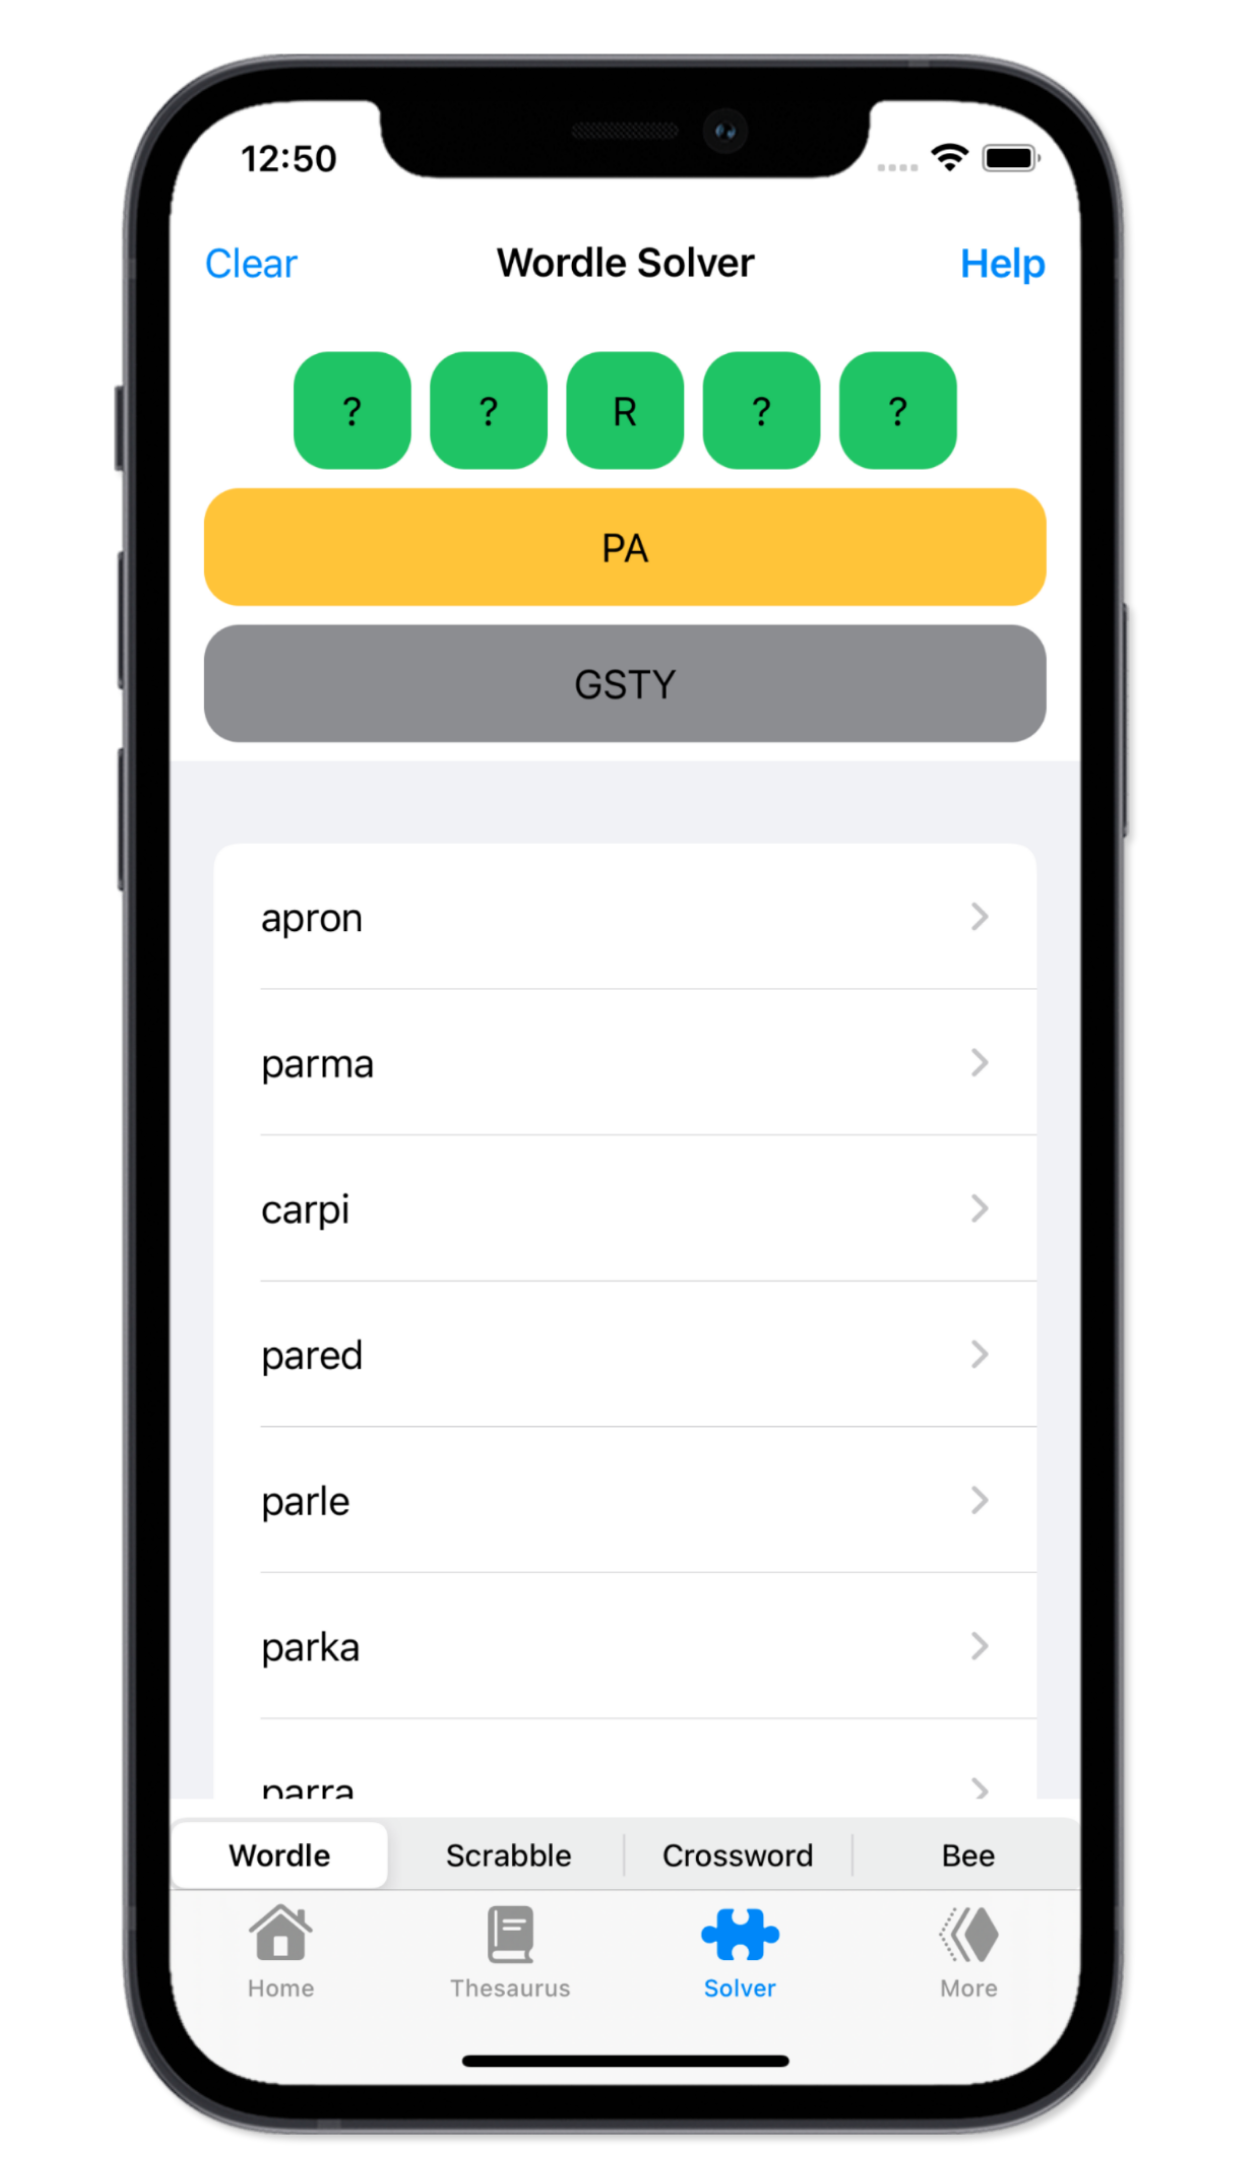 12:50
Clear Wordle Solver Help
? ? R ? ?
PA
GSTY
apron
parma
carpi
pared
parle
parka
parra
Wordle Scrabble Crossword Bee
Home Thesaurus Solver More